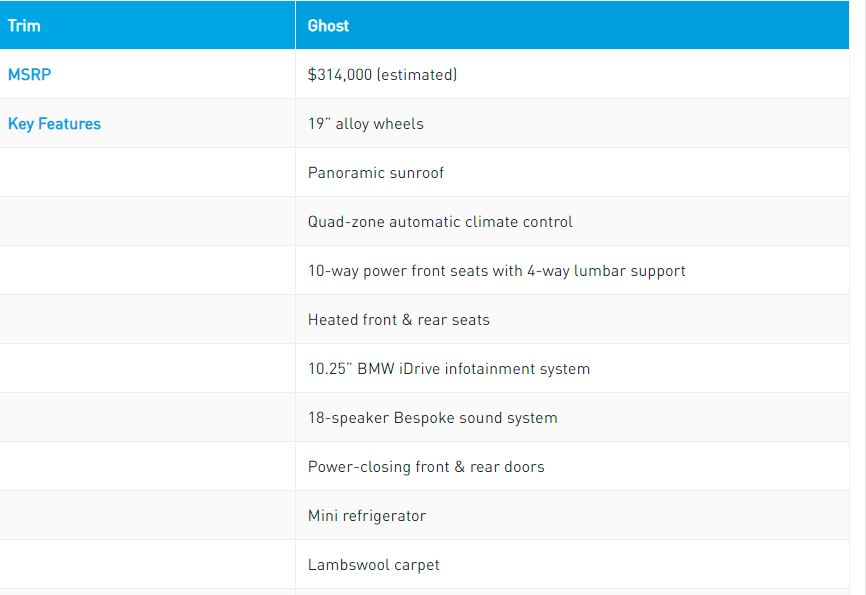 Trim Ghost
MSRP $314,000 (estimated)
Key Features 19” alloy wheels
Panoramic sunroof
Quad-zone automatic climate control
10-way power front seats with 4-way lumbar support
Heated front & rear seats
10.25” BMW iDrive infotainment system
18-speaker Bespoke sound system
Power-closing front & rear doors
Mini refrigerator
Lambswool carpet